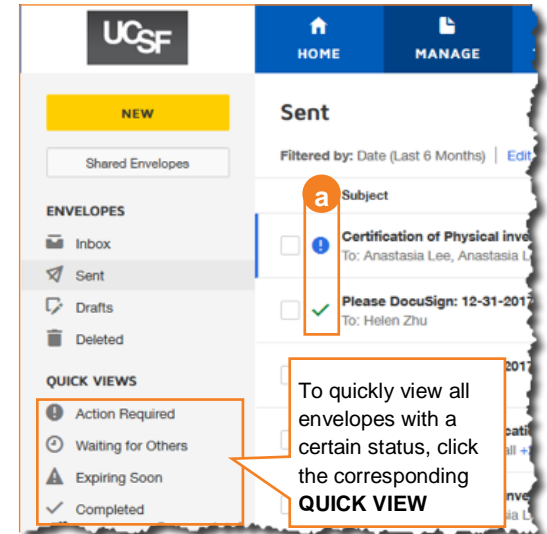 UCSF
HOME
MANAGE
NEW
Shared Envelopes
ENVELOPES
Inbox
Sent
Drafts
Deleted
QUICK VIEWS
Action Required
Waiting for Others
Expiring Soon
Completed
Sent
Filtered by: Date (Last 6 Months) | Edit
a
Subject
Certification of Physical inve
To: Anastasia Lee, Anastasia L
Please DocuSign: 12-31-2017
To: Helen Zhu
2017
To quickly view all
envelopes with a
certain status, click
the corresponding
QUICK VIEW